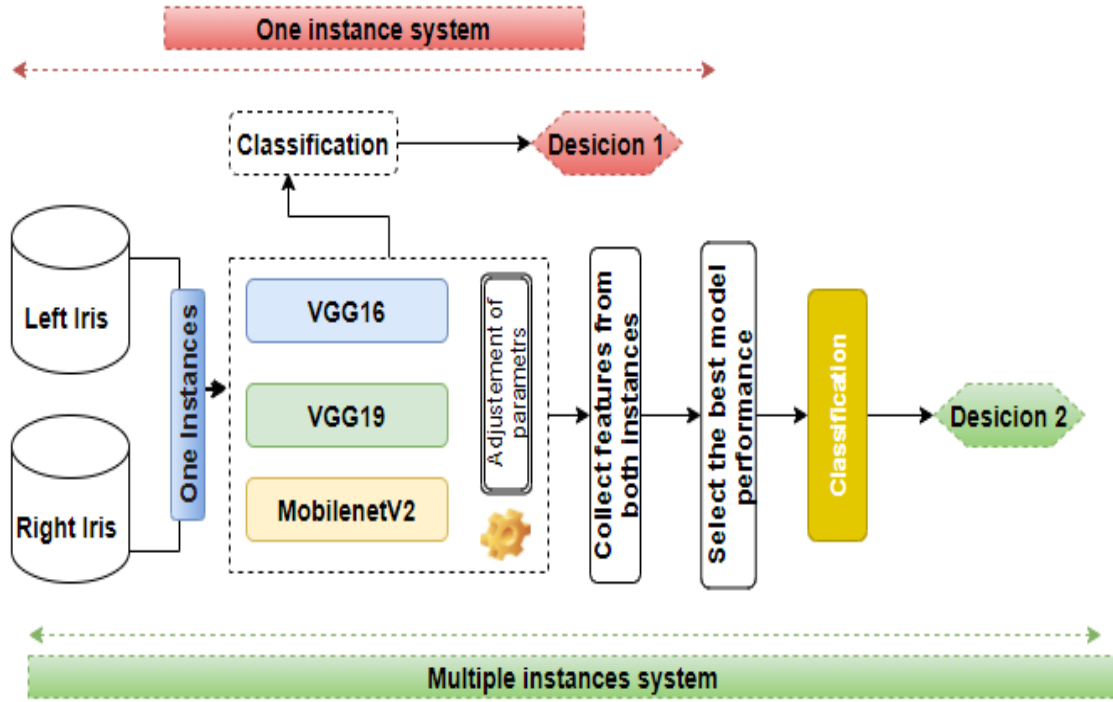 One instance system
Classification
Desicion 1
Left Iris
Right Iris
One Instances
VGG16
VGG19
MobilenetV2
Adjustement of
parametrs
Collect features from
both Instances
Select the best model
performance
Classification
Desicion 2
Multiple instances system